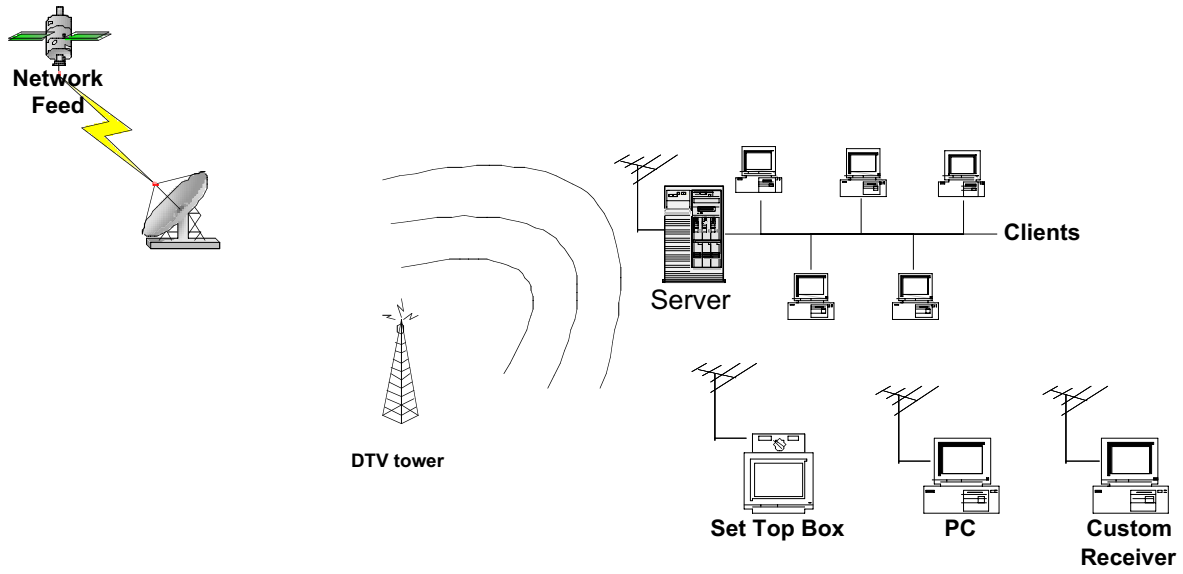 Network
Feed
Clients
Server
DTV tower
Set Top Box
PC
Custom
Receiver